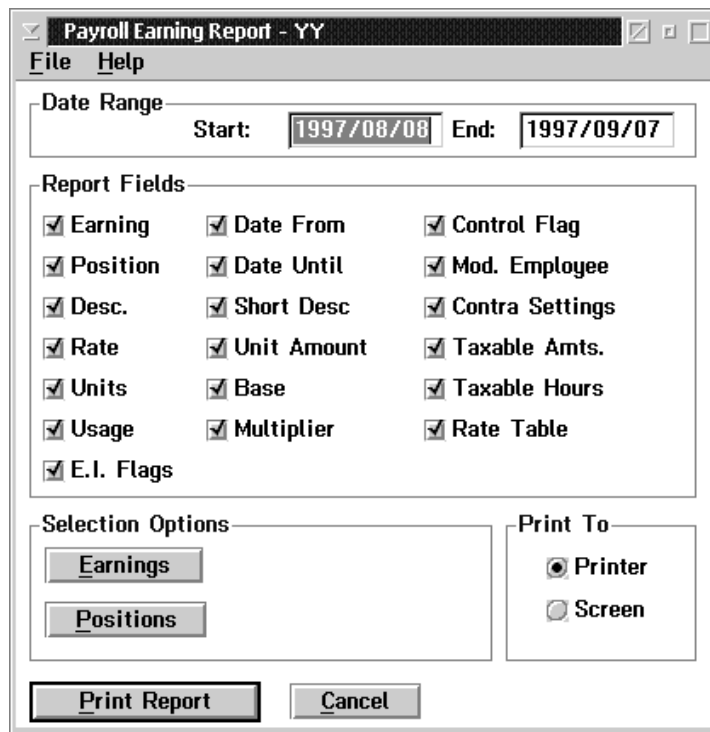 Payroll Earning Report - YY
File Help
Date Range
Start: 1997/08/08 End: 1997/09/07
Report Fields
Earning Date From Control Flag
Position Date Until Mod. Employee
Desc. Short Desc Contra Settings
Rate Unit Amount Taxable Amts.
Units Base Taxable Hours
Usage Multiplier Rate Table
E.I. Flags
Selection Options Print To
Earnings Printer
Positions Screen
Print Report Cancel